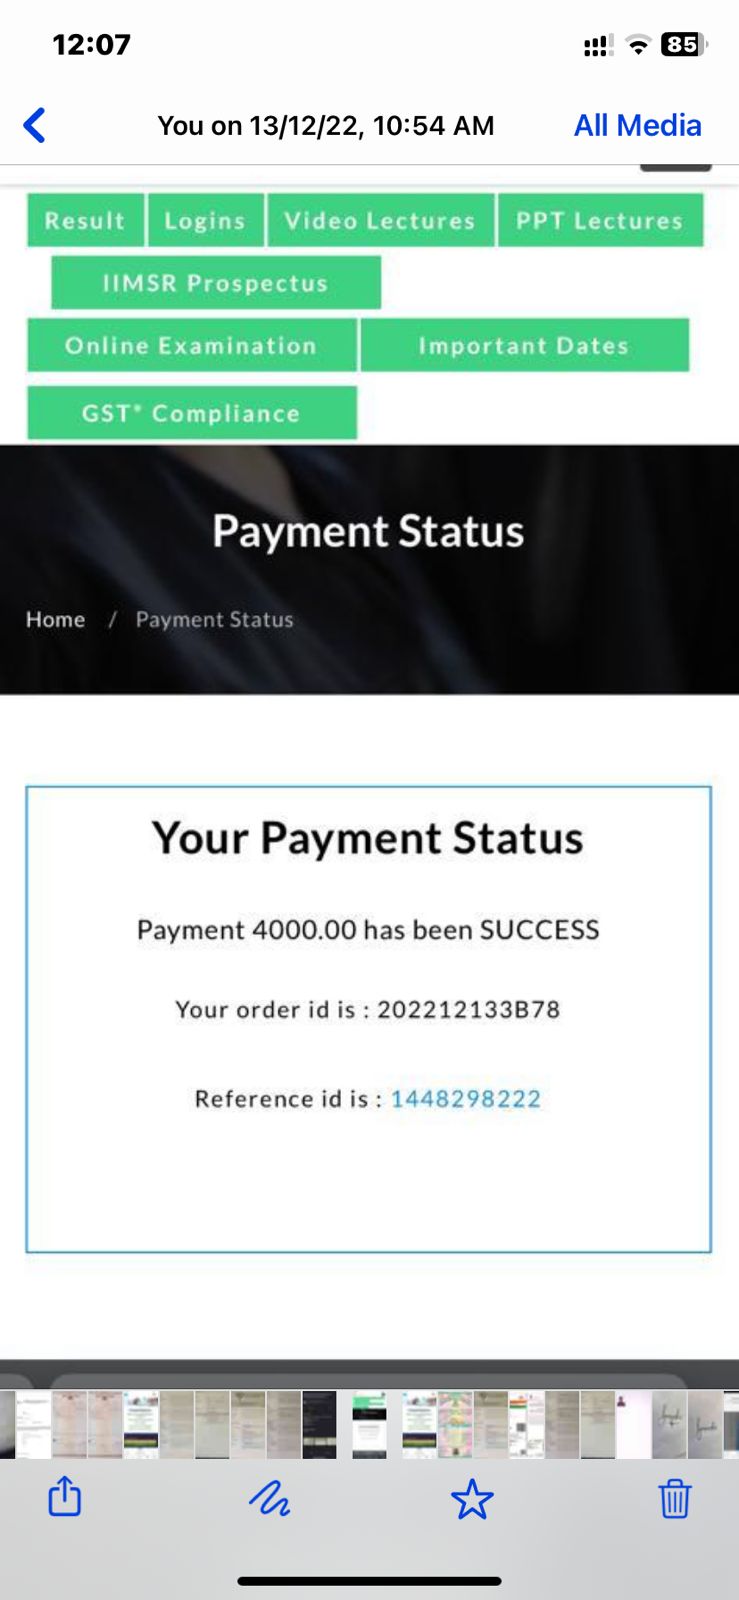 12:07
85
You on 13/12/22, 10:54 AM
All Media
Result
Logins
Video Lectures
PPT Lectures
IIMSR Prospectus
Online Examination
Important Dates
GST* Compliance
Payment Status
Home / Payment Status
Your Payment Status
Payment 4000.00 has been SUCCESS
Your order id is : 202212133B78
Reference id is : 1448298222